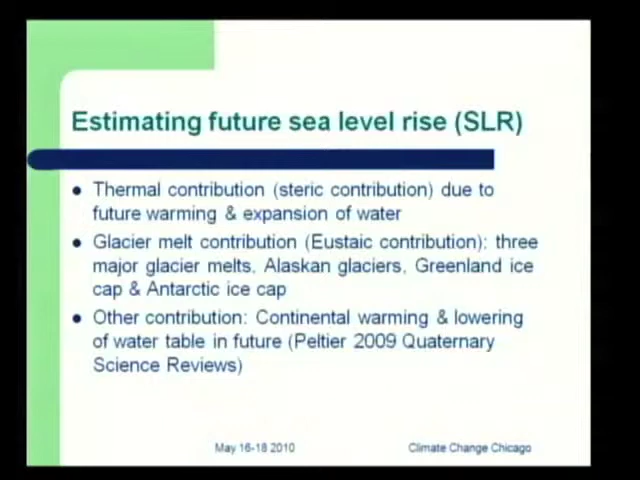 Estimating future sea level rise (SLR)
● Thermal contribution (steric contribution) due to
future warming & expansion of water
● Glacier melt contribution (Eustaic contribution): three
major glacier melts, Alaskan glaciers, Greenland ice
cap & Antarctic ice cap
● Other contribution: Continental warming & lowering
of water table in future (Peltier 2009 Quaternary
Science Reviews)
May 16-18 2010 Climate Change Chicago